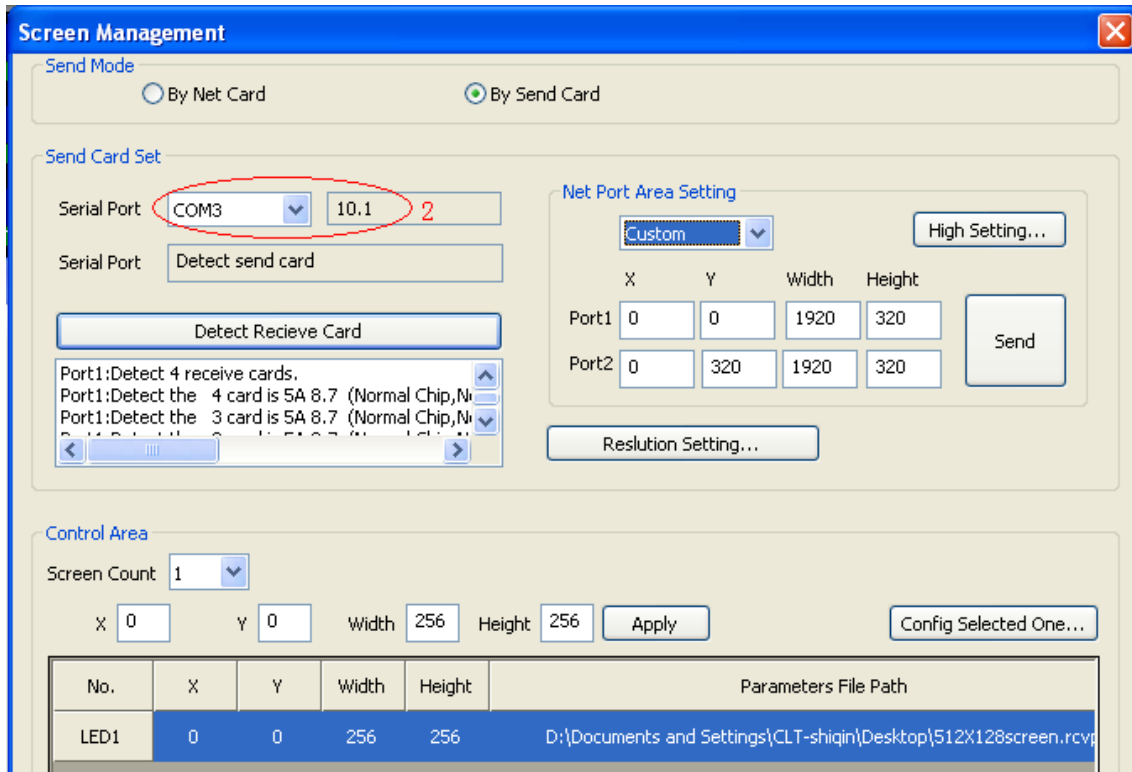 Screen Management
Send Mode
By Net Card By Send Card
Send Card Set
Serial Port COM3 10.1 2
Serial Port Detect send card
Detect Recieve Card
Port1:Detect 4 receive cards.
Port1:Detect the 4 card is 5A 8.7 (Normal Chip,N
Port1:Detect the 3 card is 5A 8.7 (Normal Chip,N
Net Port Area Setting
Custom High Setting...
X Y Width Height
Port1 0 0 1920 320
Port2 0 320 1920 320
Send
Reslution Setting...
Control Area
Screen Count 1
X 0 Y 0 Width 256 Height 256 Apply Config Selected One...
No. X Y Width Height Parameters File Path
LED1 0 0 256 256 D:\Documents and Settings\CLT-shiqin\Desktop\512X128screen.rcvp